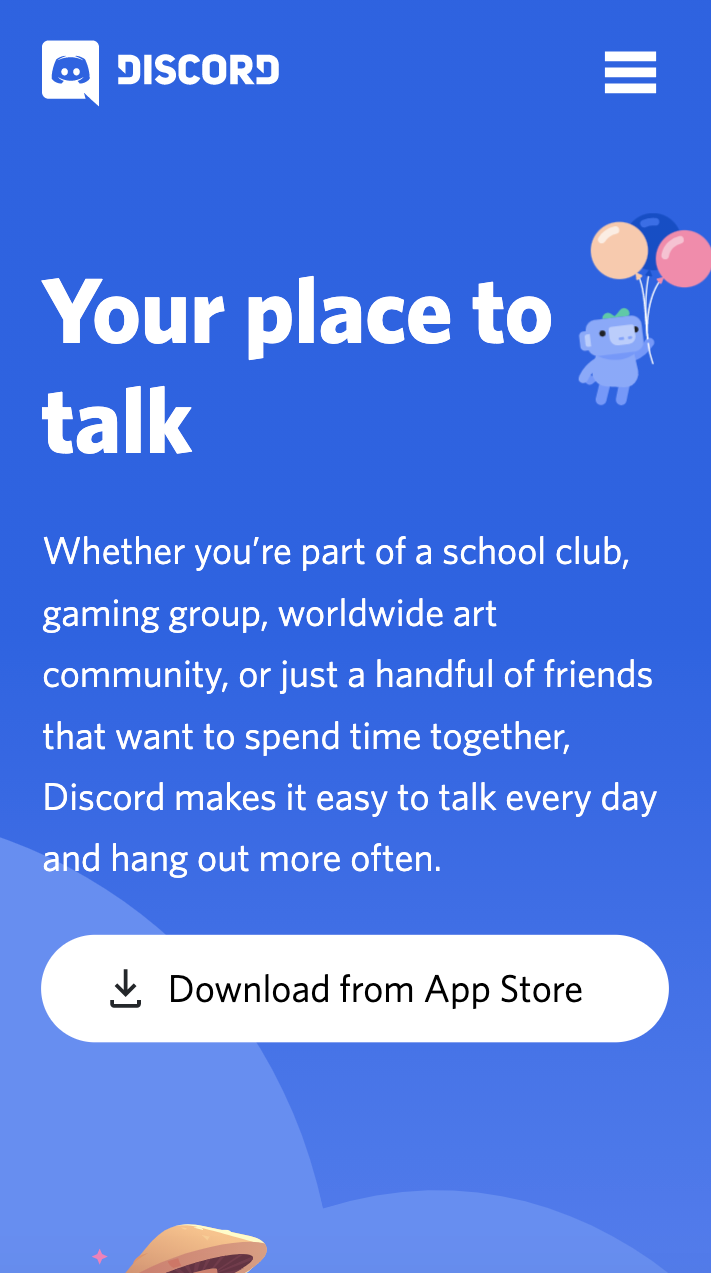 DISCORD
Your place to
talk
Whether you’re part of a school club,
gaming group, worldwide art
community, or just a handful of friends
that want to spend time together,
Discord makes it easy to talk every day
and hang out more often.
Download from App Store